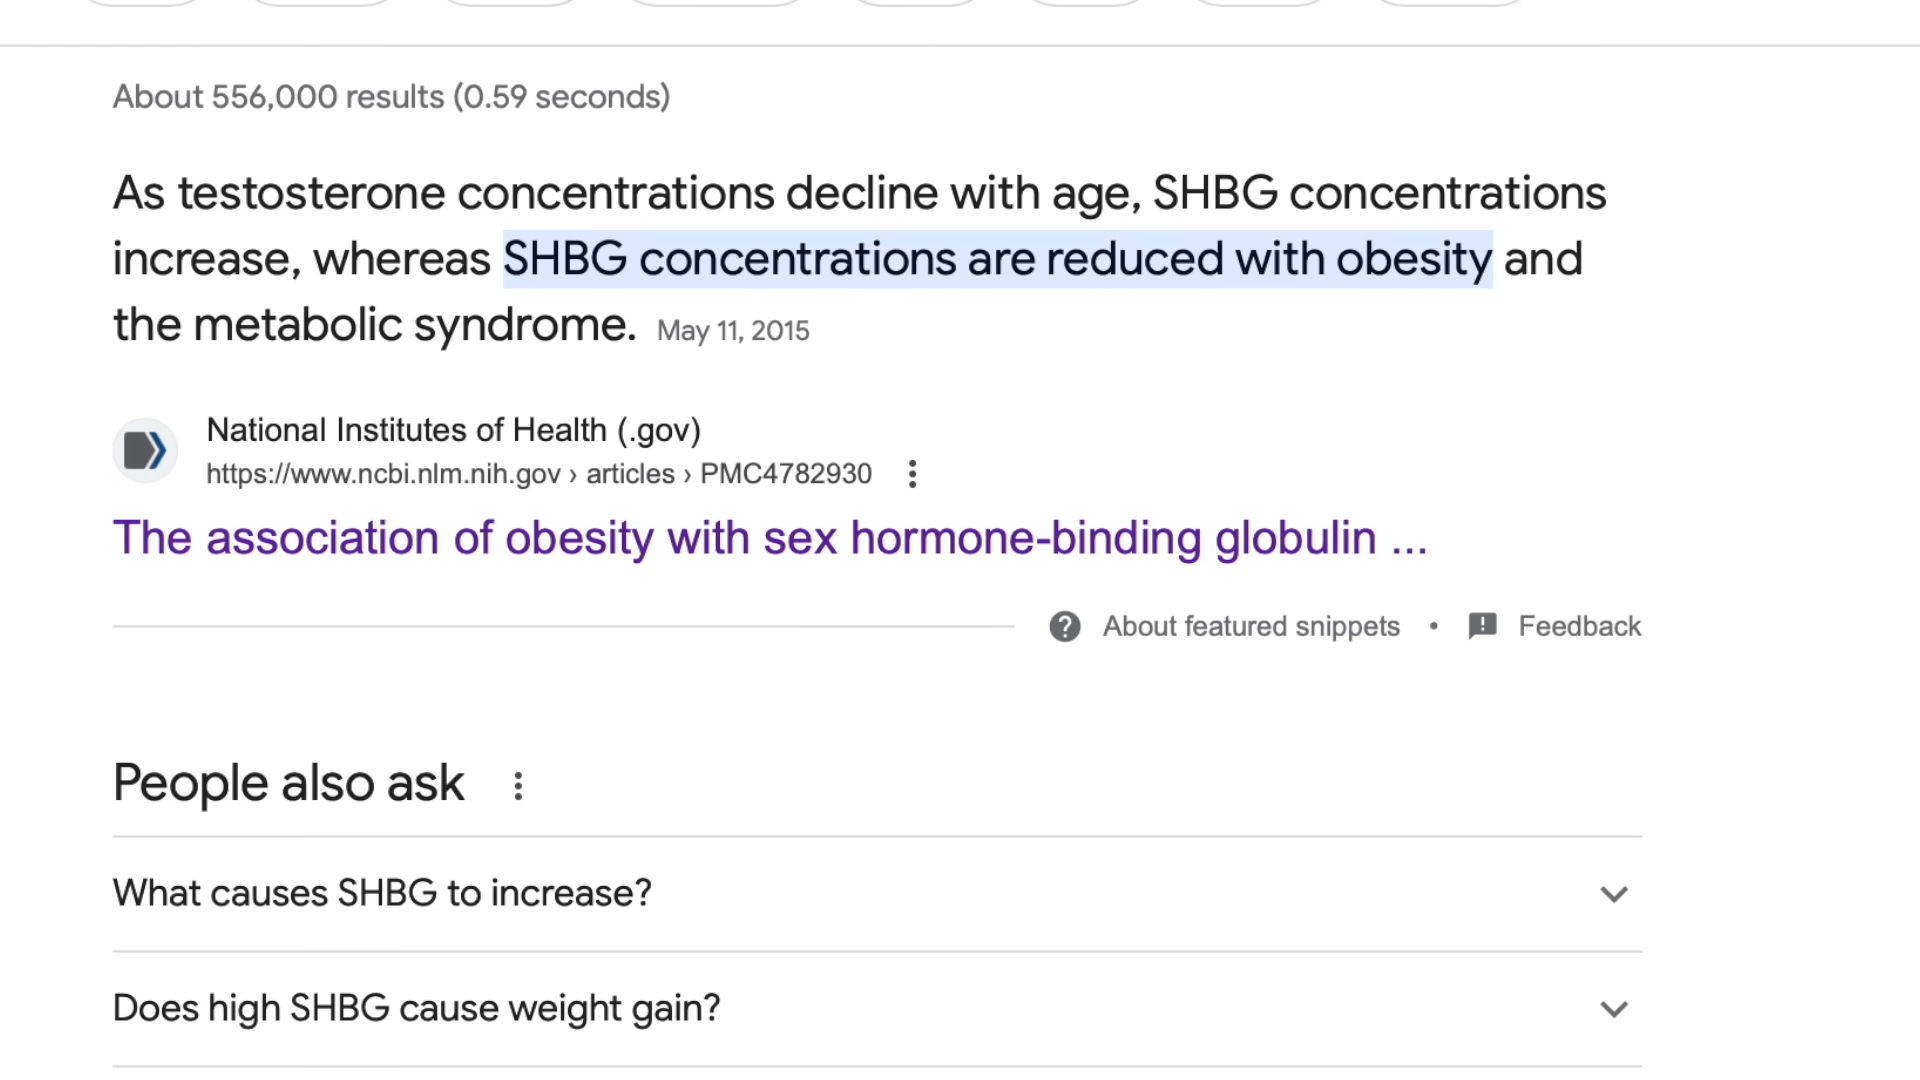 About 556,000 results (0.59 seconds)
As testosterone concentrations decline with age, SHBG concentrations
increase, whereas SHBG concentrations are reduced with obesity and
the metabolic syndrome. May 11, 2015
National Institutes of Health (.gov)
https://www.ncbi.nlm.nih.gov › articles › PMC4782930
The association of obesity with sex hormone-binding globulin ...
About featured snippets • Feedback
People also ask
What causes SHBG to increase?
Does high SHBG cause weight gain?